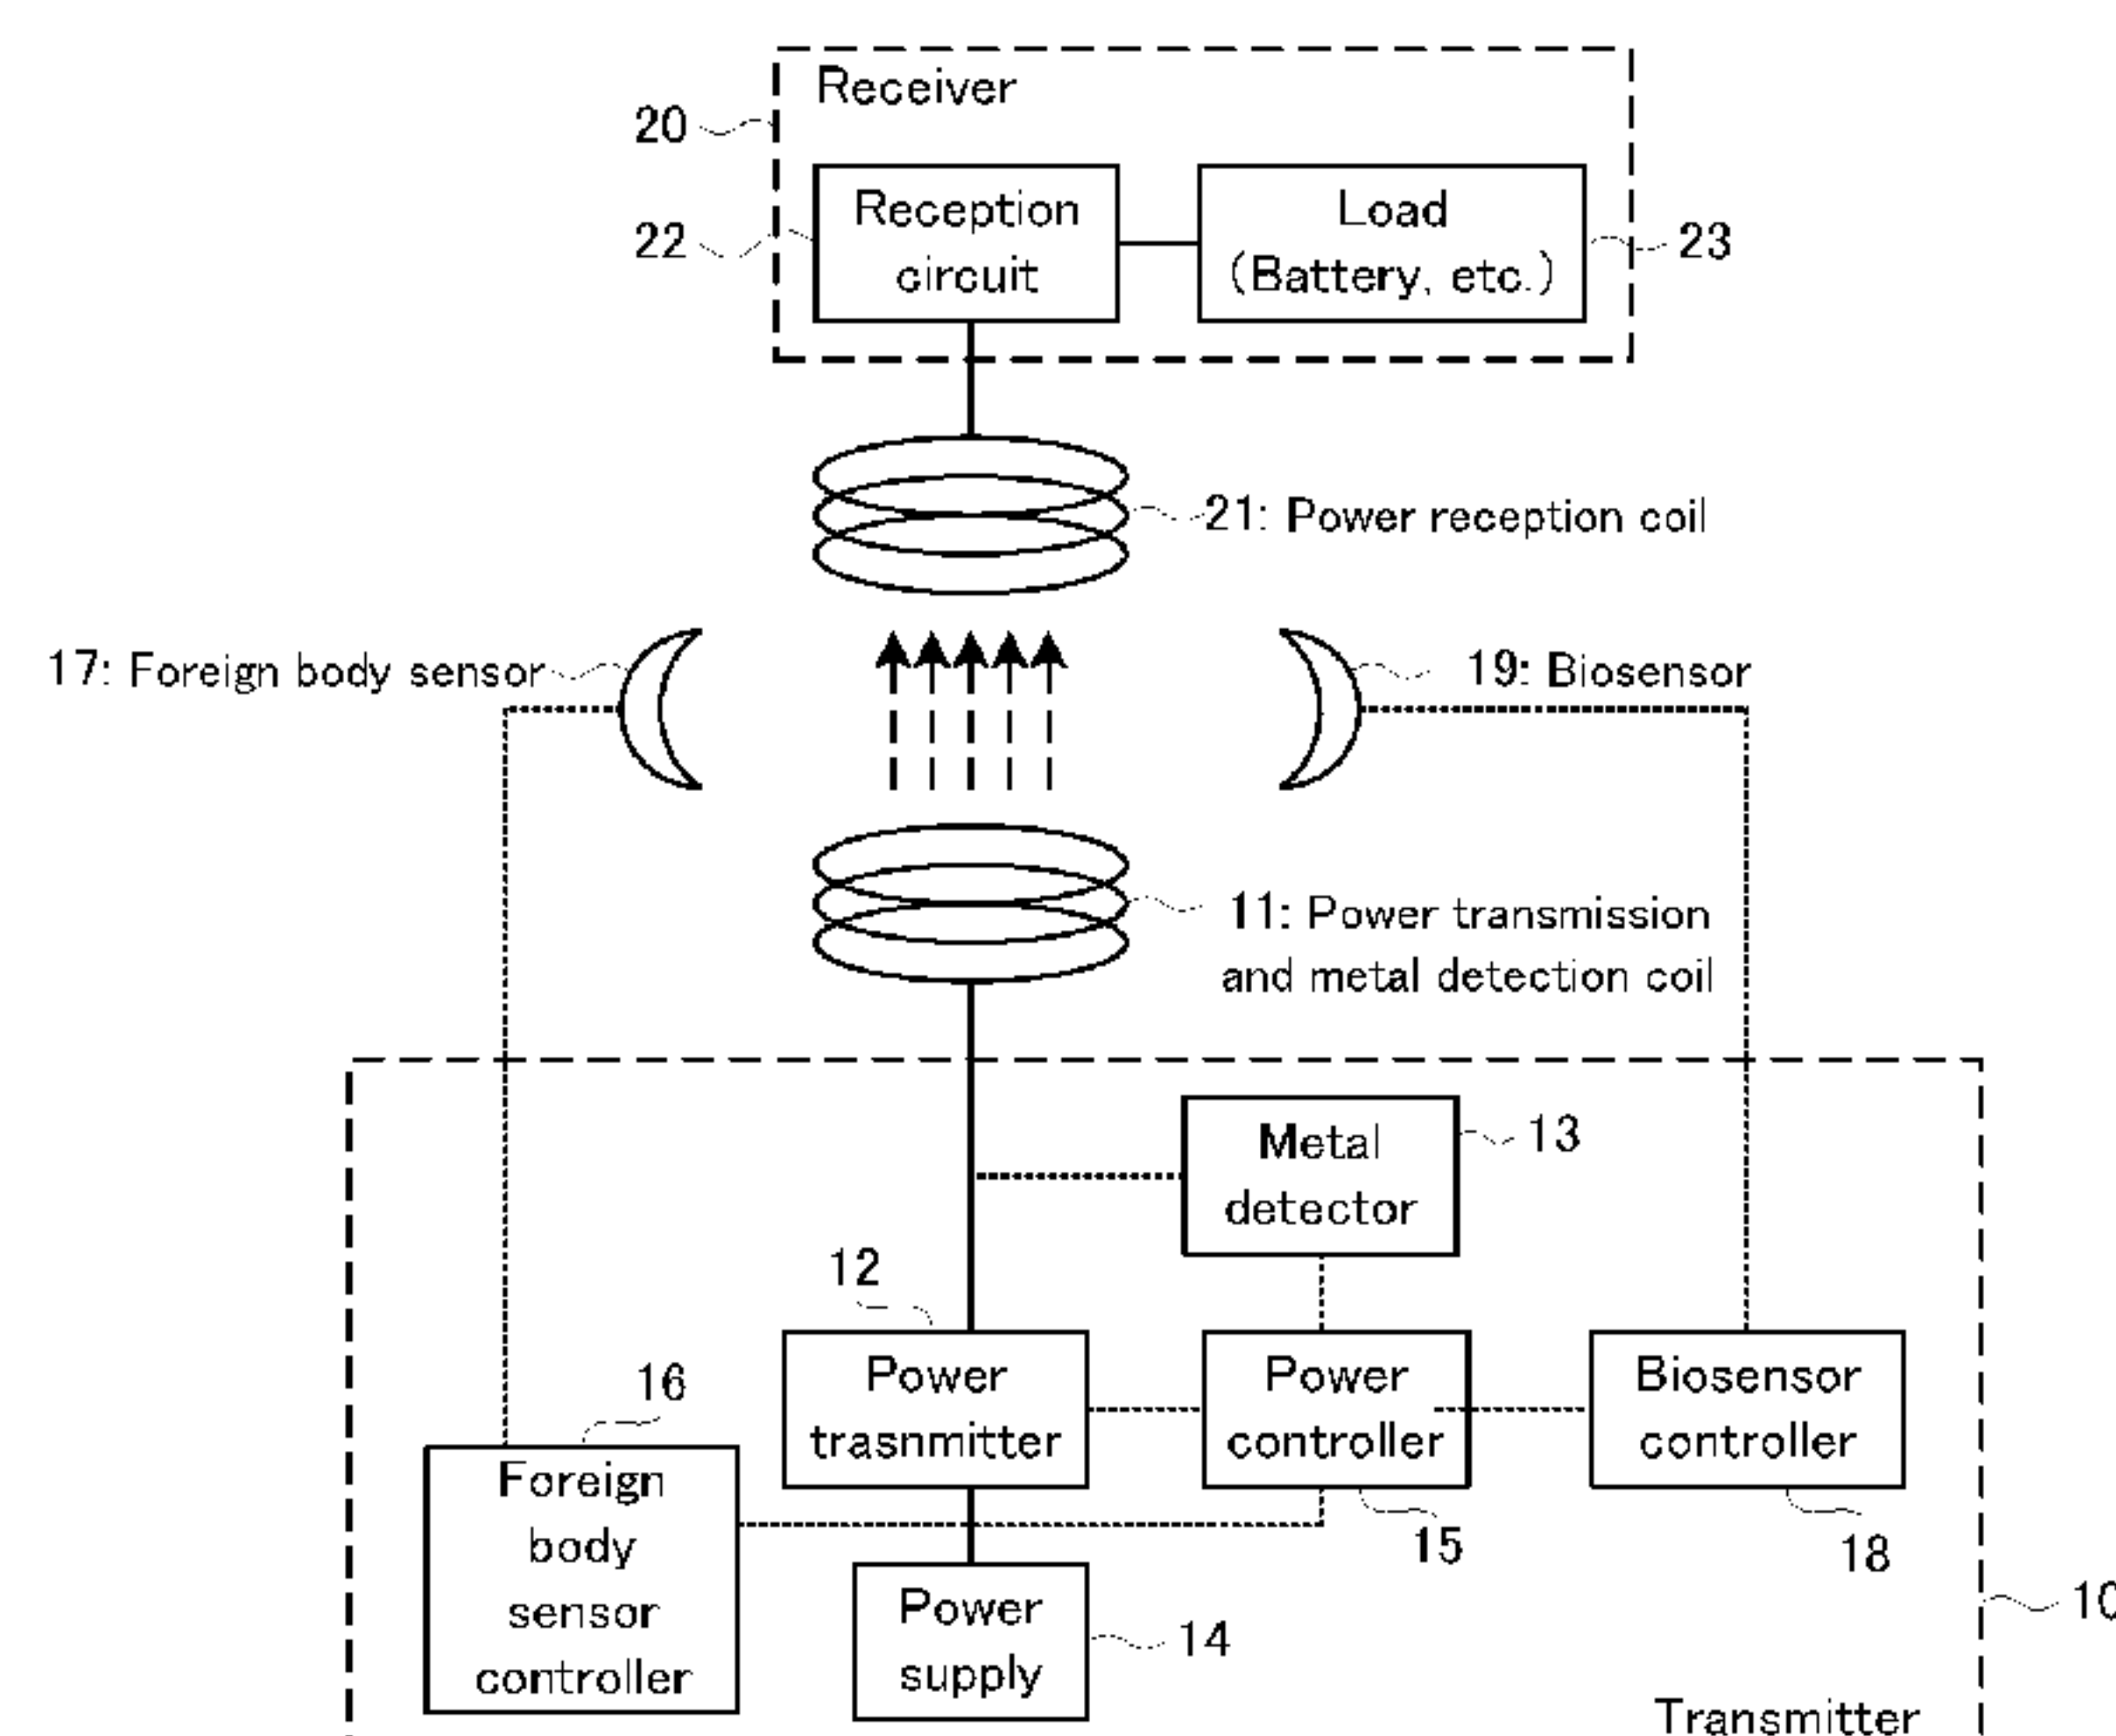 Receiver
20
Reception
circuit
22
Load
(Battery, etc.)
23
21: Power reception coil
17: Foreign body sensor
19: Biosensor
11: Power transmission
and metal detection coil
Metal
detector
13
12
Power
trasnmitter
Power
controller
Biosensor
controller
16
Foreign
body
sensor
controller
15
18
10
Power
supply
14
Transmitter